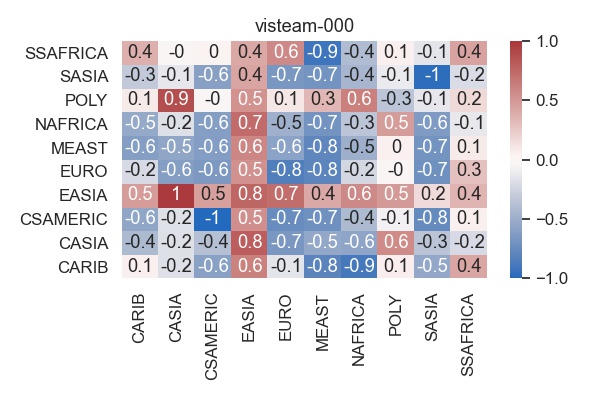 visteam-000
SSAFRICA 0.4 -0 0 0.4 0.6 -0.9 -0.4 0.1 -0.1 0.4
SASIA -0.3 -0.1 -0.6 0.4 -0.7 -0.7 -0.4 -0.1 -1 -0.2
POLY 0.1 0.9 -0 0.5 0.1 0.3 0.6 -0.3 -0.1 0.2
NAFRICA -0.5 -0.2 -0.6 0.7 -0.5 -0.7 -0.3 0.5 -0.6 -0.1
MEAST -0.6 -0.5 -0.6 0.6 -0.6 -0.8 -0.5 0 -0.7 0.1
EURO -0.2 -0.6 -0.6 0.5 -0.8 -0.8 -0.2 -0 -0.7 0.3
EASIA 0.5 1 0.5 0.8 0.7 0.4 0.6 0.5 0.2 0.4
CSAMERIC -0.6 -0.2 -1 0.5 -0.7 -0.7 -0.4 -0.1 -0.8 0.1
CASIA -0.4 -0.2 -0.4 0.8 -0.7 -0.5 -0.6 0.6 -0.3 -0.2
CARIB 0.1 -0.2 -0.6 0.6 -0.1 -0.8 -0.9 0.1 -0.5 0.4
CARIB CASIA CSAMERIC EASIA EURO MEAST NAFRICA POLY SASIA SSAFRICA
1.0
0.5
0.0
−0.5
−1.0